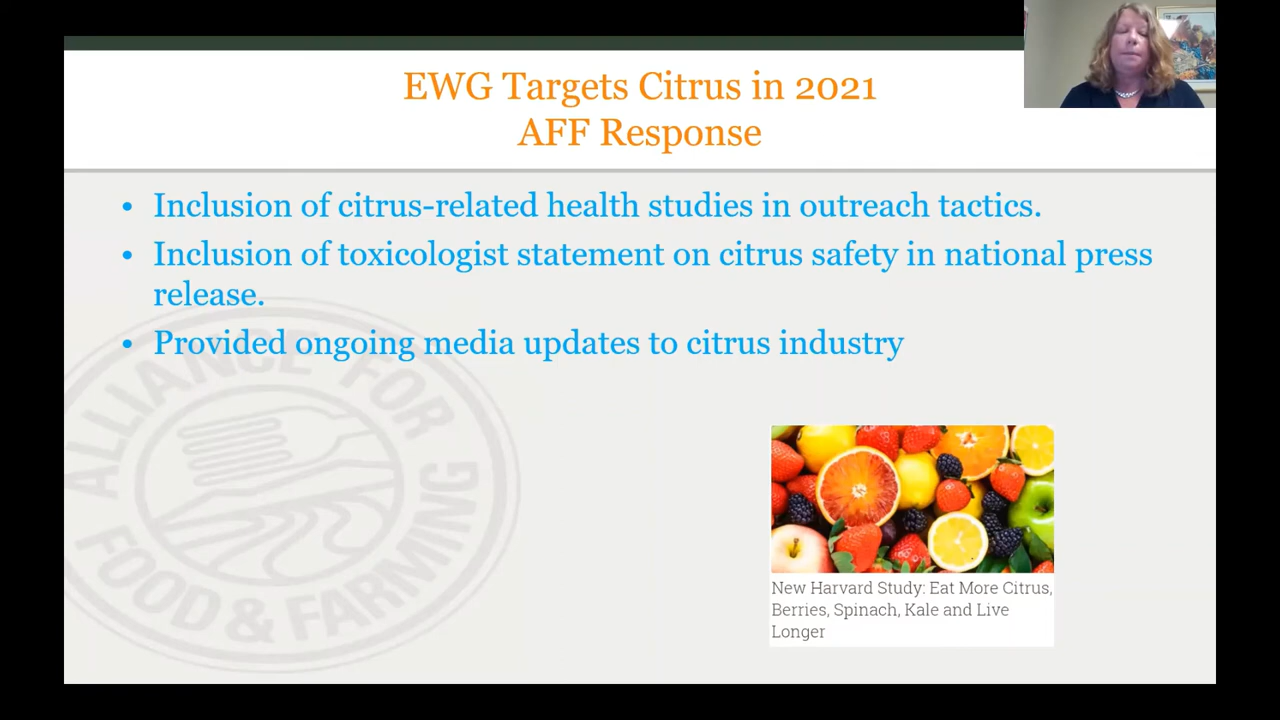 EWG Targets Citrus in 2021
AFF Response
• Inclusion of citrus-related health studies in outreach tactics.
• Inclusion of toxicologist statement on citrus safety in national press
release.
• Provided ongoing media updates to citrus industry
ALLIANCE FOR
FOOD & FARMING
New Harvard Study: Eat More Citrus,
Berries, Spinach, Kale and Live
Longer